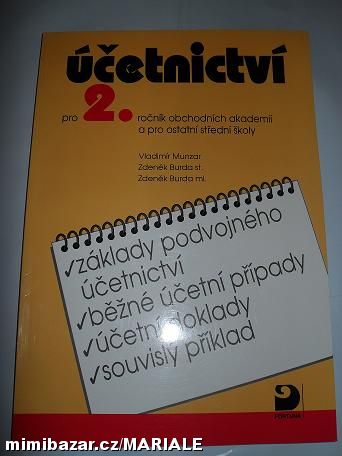 účetnictví
pro 2. ročník obchodních akademií
a pro ostatní střední školy
Vladimír Munzar
Zdeněk Burda st.
Zdeněk Burda ml.
✓základy podvojného
účetnictví
✓běžné účetní případy
✓účetní doklady
✓souvislý příklad
FORTUNA
mimibazar.cz/MARIALE